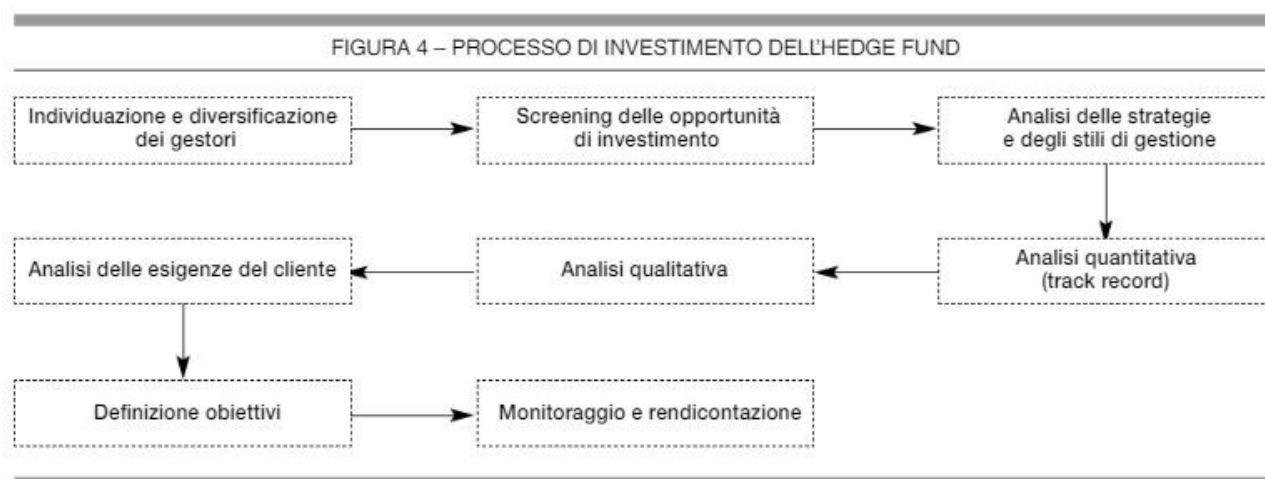 FIGURA 4 – PROCESSO DI INVESTIMENTO DELL'HEDGE FUND
Individuazione e diversificazione
dei gestori
Screening delle opportunità
di investimento
Analisi delle strategie
e degli stili di gestione
Analisi quantitativa
(track record)
Analisi qualitativa
Analisi delle esigenze del cliente
Definizione obiettivi
Monitoraggio e rendicontazione